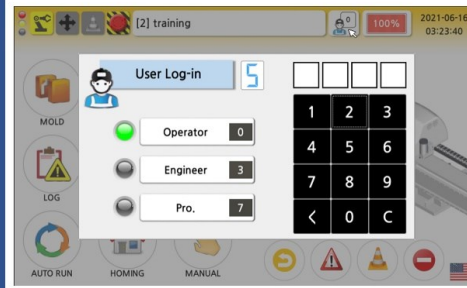 [2] training
0
100%
2021-06-16
03:23:40
User Log-in
5
Operator 0
Engineer 3
Pro. 7
1 2 3
4 5 6
7 8 9
< 0 C
MOLD
LOG
AUTO RUN
HOMING
MANUAL